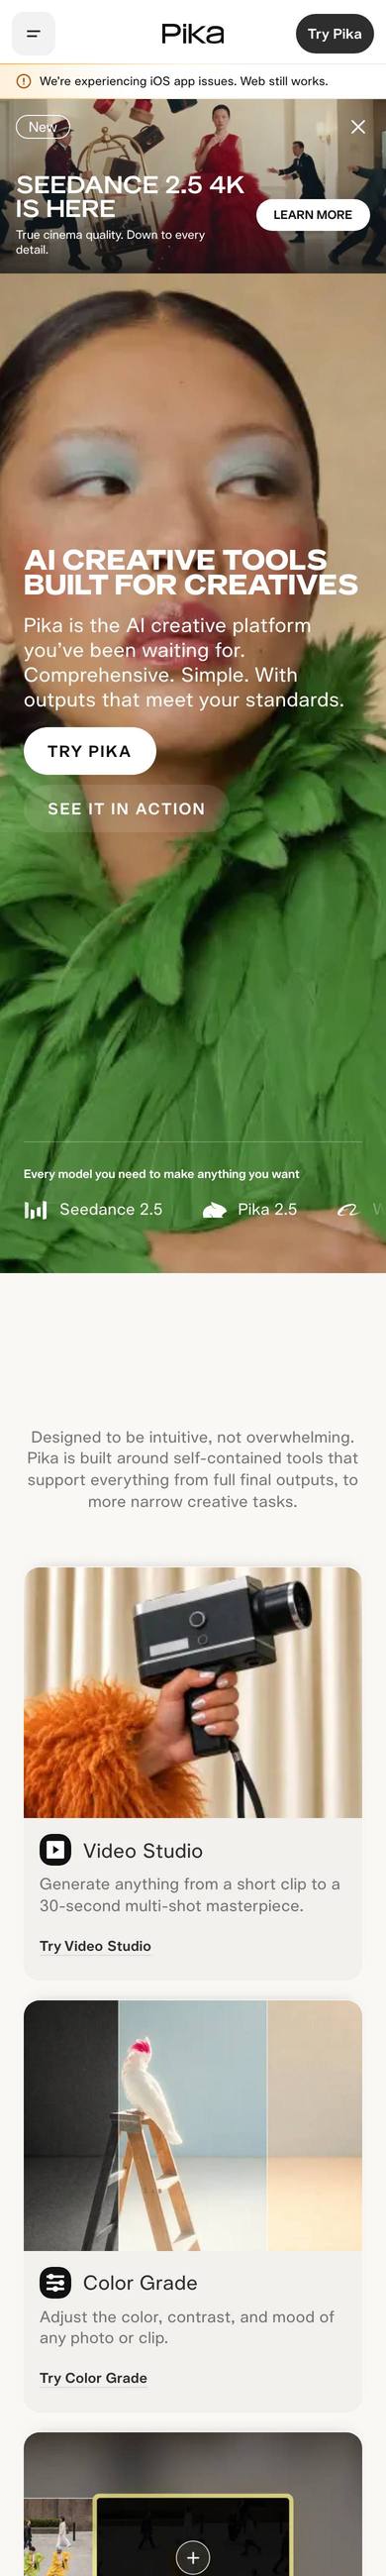 Pika
Try Pika
We're experiencing iOS app issues. Web still works.
New
SEEDANCE 2.5 4K
IS HERE
True cinema quality. Down to every
detail.
LEARN MORE
AI CREATIVE TOOLS
BUILT FOR CREATIVES
Pika is the AI creative platform
you've been waiting for.
Comprehensive. Simple. With
outputs that meet your standards.
TRY PIKA
SEE IT IN ACTION
Every model you need to make anything you want
Seedance 2.5
Pika 2.5
Designed to be intuitive, not overwhelming.
Pika is built around self-contained tools that
support everything from full final outputs, to
more narrow creative tasks.
Video Studio
Generate anything from a short clip to a
30-second multi-shot masterpiece.
Try Video Studio
Color Grade
Adjust the color, contrast, and mood of
any photo or clip.
Try Color Grade